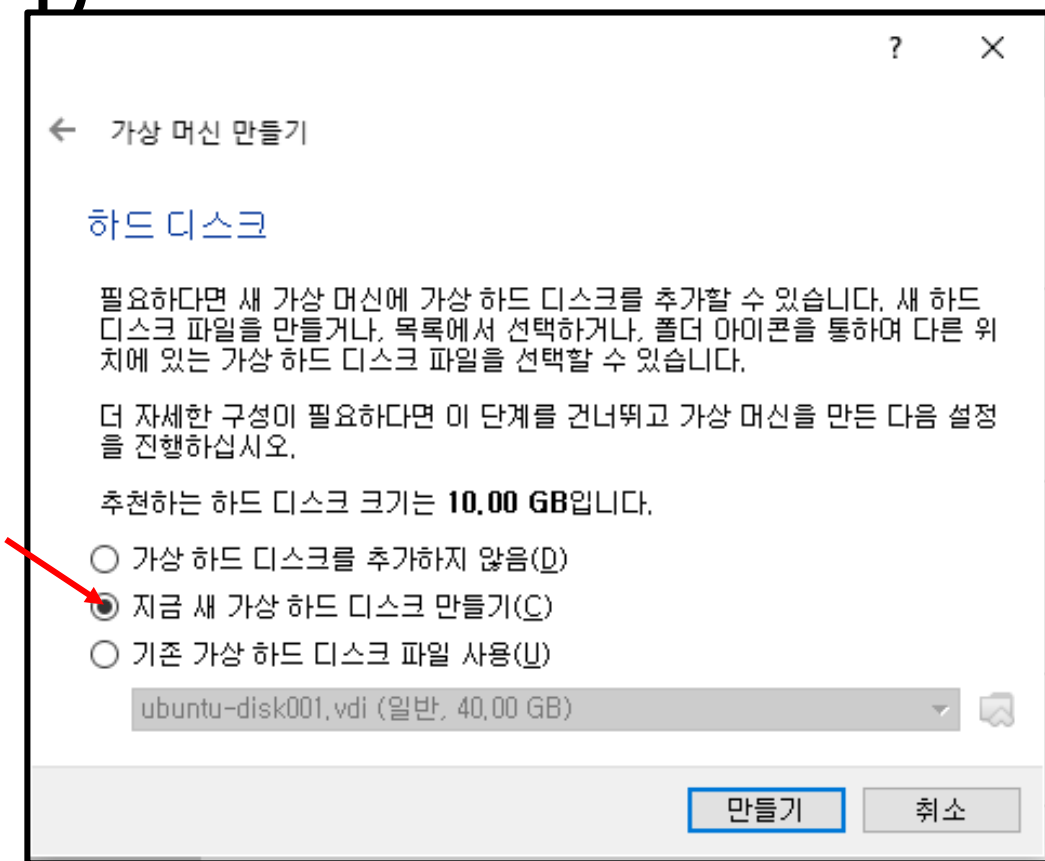 ?
가상 머신 만들기
하드 디스크
필요하다면 새 가상 머신에 가상 하드 디스크를 추가할 수 있습니다. 새 하드
디스크 파일을 만들거나, 목록에서 선택하거나, 폴더 아이콘을 통하여 다른 위
치에 있는 가상 하드 디스크 파일을 선택할 수 있습니다.
더 자세한 구성이 필요하다면 이 단계를 건너뛰고 가상 머신을 만든 다음 설정
을 진행하십시오.
추천하는 하드 디스크 크기는 10.00 GB입니다.
가상 하드 디스크를 추가하지 않음(D)
지금 새 가상 하드 디스크 만들기(C)
기존 가상 하드 디스크 파일 사용(U)
ubuntu-disk001.vdi (일반, 40.00 GB)
만들기 취소